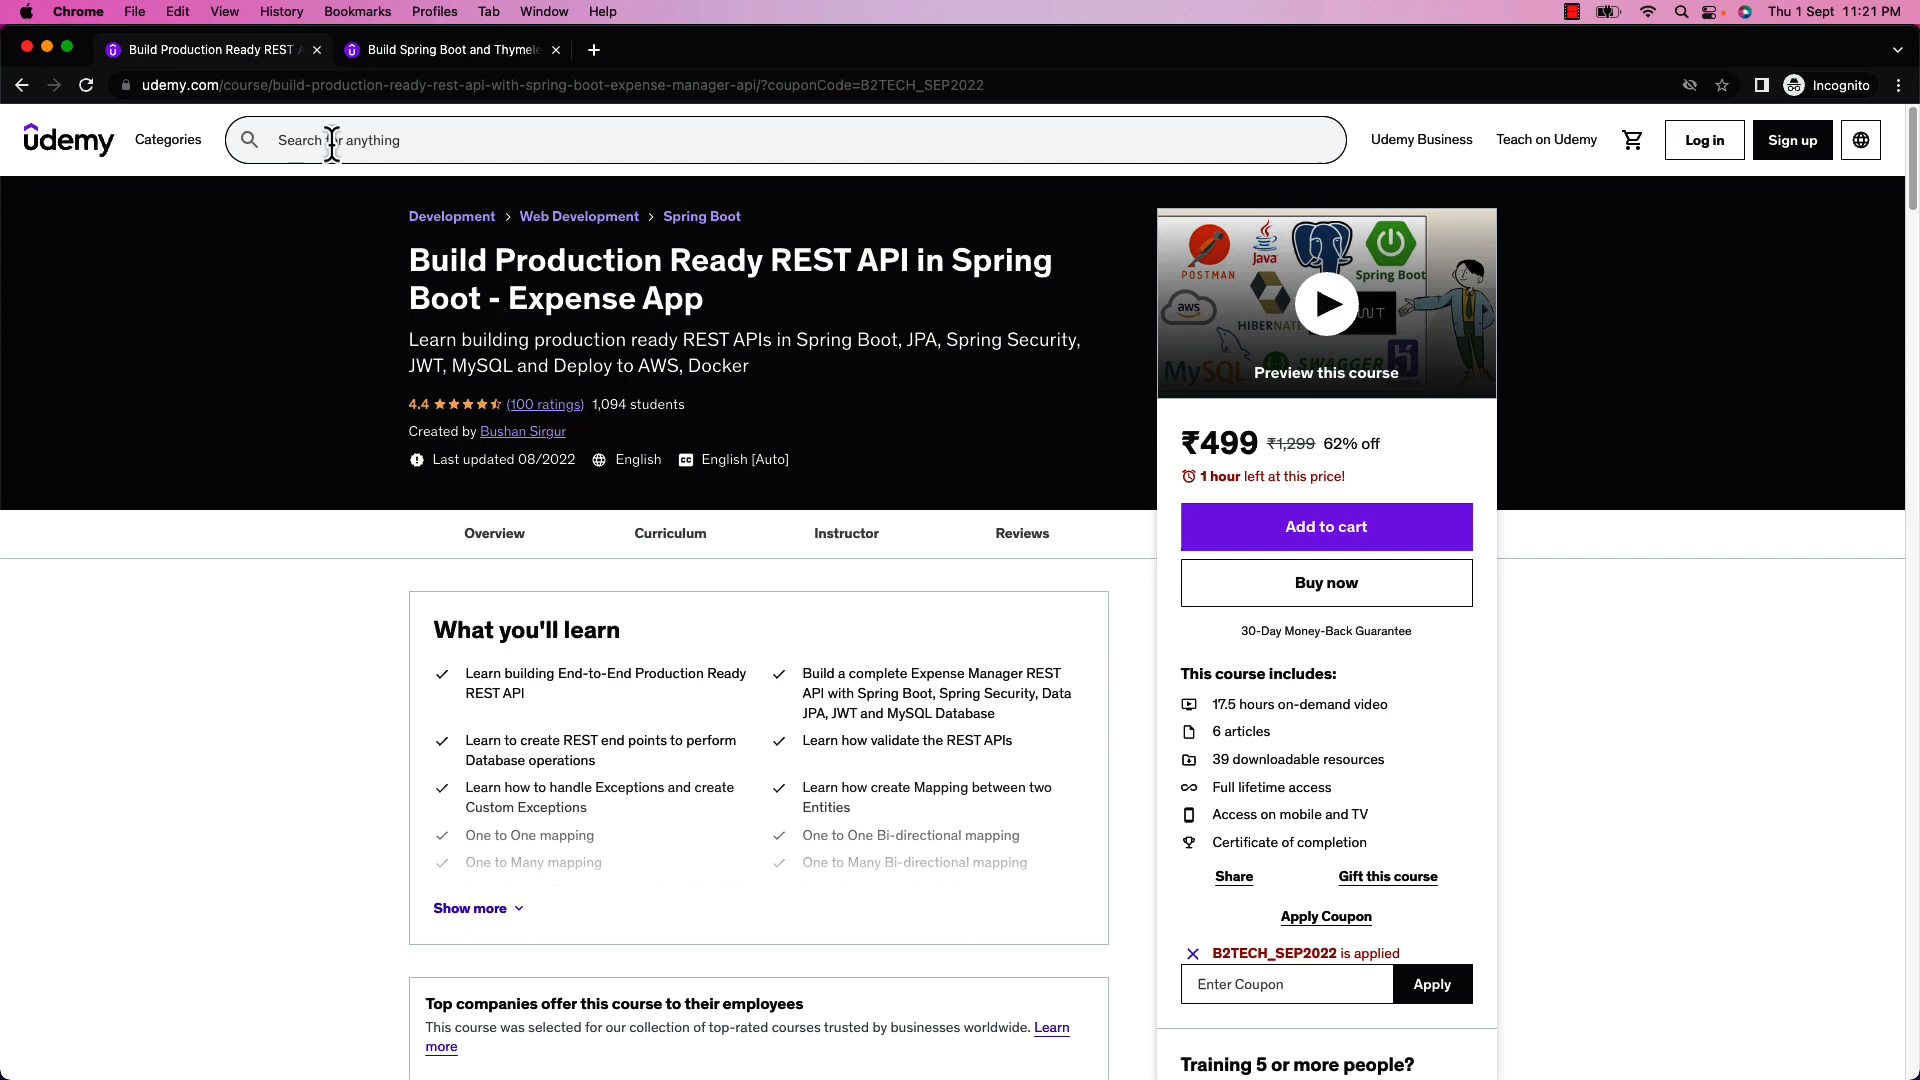 Chrome File Edit View History Bookmarks Profiles Tab Window Help Thu 1 Sept 11:21 PM
Build Production Ready REST A Build Spring Boot and Thymele
udemy.com/course/build-production-ready-rest-api-with-spring-boot-expense-manager-api/?couponCode=B2TECH_SEP2022 Incognito
udemy Categories Search for anything Udemy Business Teach on Udemy Log in Sign up
Development > Web Development > Spring Boot
Build Production Ready REST API in Spring
Boot - Expense App
Learn building production ready REST APIs in Spring Boot, JPA, Spring Security,
JWT, MySQL and Deploy to AWS, Docker
4.4 (100 ratings) 1,094 students
Created by Bushan Sirgur
Last updated 08/2022 English CC English [Auto]
POSTMAN Java Spring Boot
aws HIBERNATE
MySQL SWAGGER
Preview this course
₹499 ₹1,299 62% off
1 hour left at this price!
Add to cart
Buy now
30-Day Money-Back Guarantee
This course includes:
17.5 hours on-demand video
6 articles
39 downloadable resources
Full lifetime access
Access on mobile and TV
Certificate of completion
Share Gift this course
Apply Coupon
B2TECH_SEP2022 is applied
Enter Coupon Apply
Training 5 or more people?
Overview Curriculum Instructor Reviews
What you'll learn
Learn building End-to-End Production Ready
REST API
Build a complete Expense Manager REST
API with Spring Boot, Spring Security, Data
JPA, JWT and MySQL Database
Learn to create REST end points to perform
Database operations
Learn how validate the REST APIs
Learn how to handle Exceptions and create
Custom Exceptions
Learn how create Mapping between two
Entities
One to One mapping
One to One Bi-directional mapping
One to Many mapping
One to Many Bi-directional mapping
Show more
Top companies offer this course to their employees
This course was selected for our collection of top-rated courses trusted by businesses worldwide. Learn
more